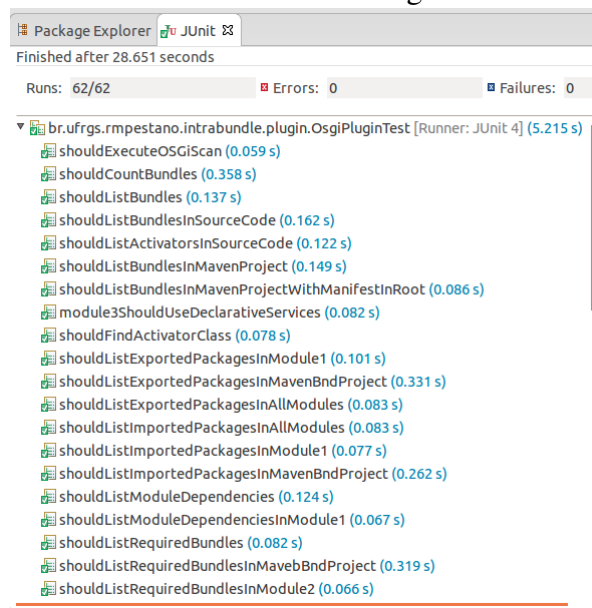 Package Explorer JUnit
Finished after 28.651 seconds
Runs: 62/62 Errors: 0 Failures: 0
br.ufrgs.rmpestano.intrabundle.plugin.OsgiPluginTest [Runner: JUnit 4] (5.215 s)
shouldExecuteOSGiScan (0.059 s)
shouldCountBundles (0.358 s)
shouldListBundles (0.137 s)
shouldListBundlesInSourceCode (0.162 s)
shouldListActivatorsInSourceCode (0.122 s)
shouldListBundlesInMavenProject (0.149 s)
shouldListBundlesInMavenProjectWithManifestInRoot (0.086 s)
module3ShouldUseDeclarativeServices (0.082 s)
shouldFindActivatorClass (0.078 s)
shouldListExportedPackagesInModule1 (0.101 s)
shouldListExportedPackagesInMavenBndProject (0.331 s)
shouldListExportedPackagesInAllModules (0.083 s)
shouldListImportedPackagesInAllModules (0.083 s)
shouldListImportedPackagesInModule1 (0.077 s)
shouldListImportedPackagesInMavenBndProject (0.262 s)
shouldListModuleDependencies (0.124 s)
shouldListModuleDependenciesInModule1 (0.067 s)
shouldListRequiredBundles (0.082 s)
shouldListRequiredBundlesInMavebBndProject (0.319 s)
shouldListRequiredBundlesInModule2 (0.066 s)